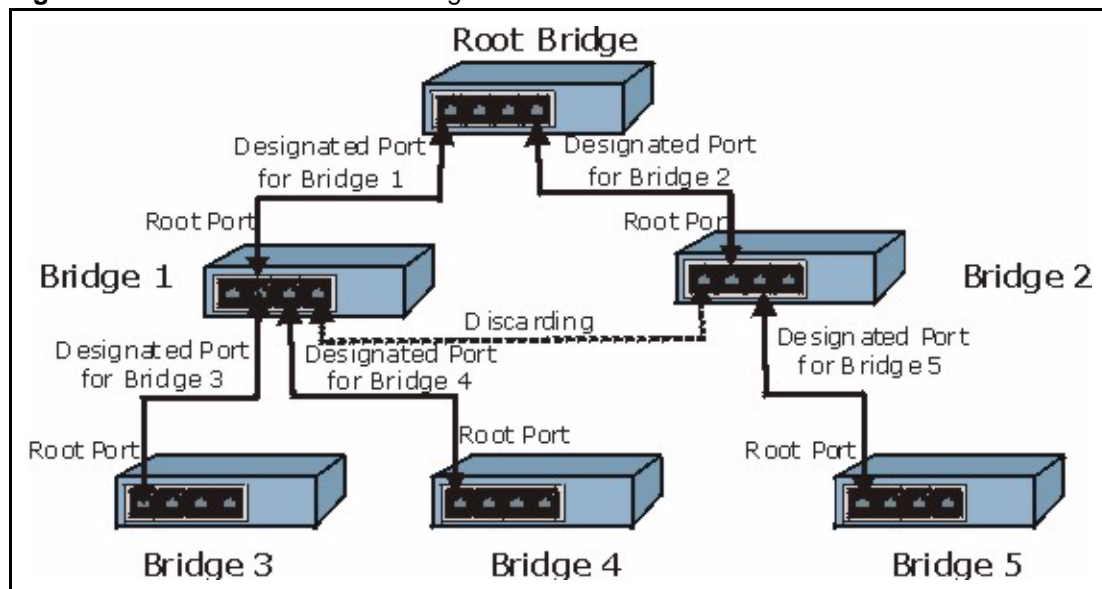 Root Bridge
Designated Port
for Bridge 1
Designated Port
for Bridge 2
Root Port
Root Por
Bridge 1
Bridge 2
Discarding
Designated Port
for Bridge 3
Designated Port
for Bridge 4
Designated Port
for Bridge 5
Root Port
Root Port
Root Port
Bridge 3
Bridge 4
Bridge 5